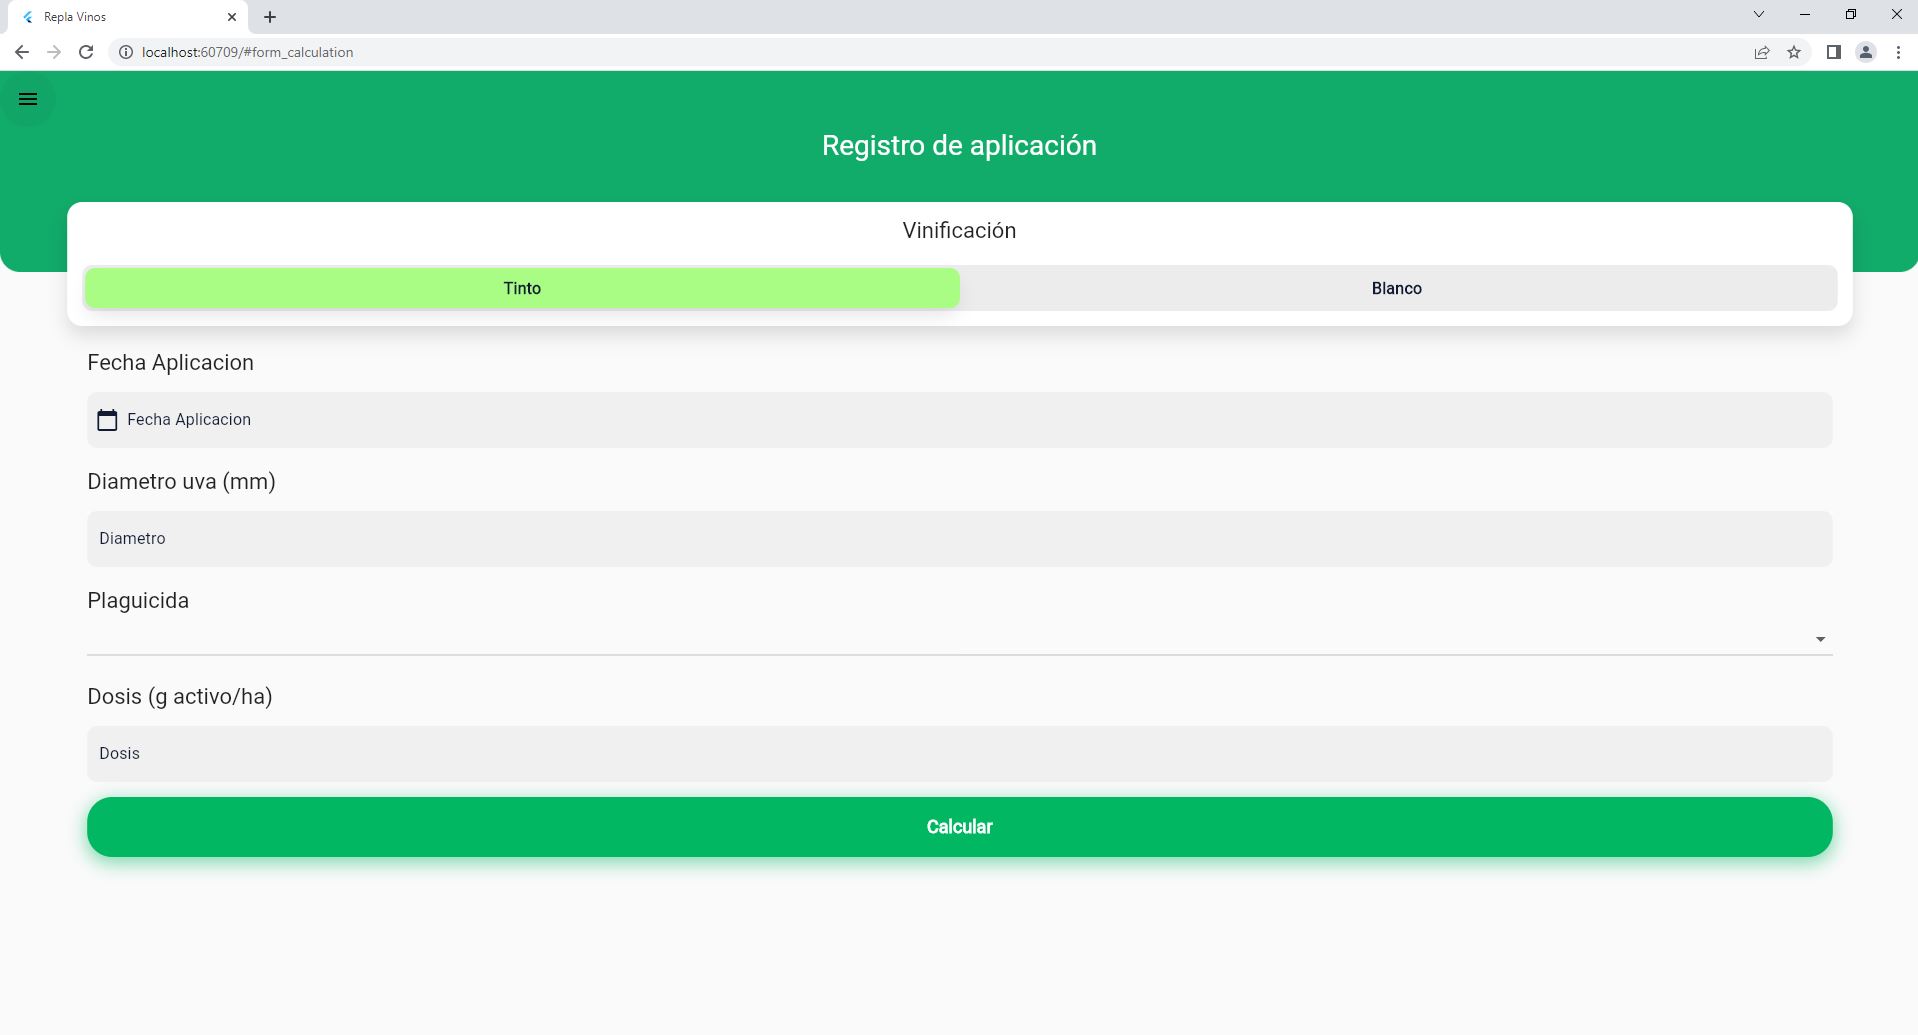 Repla Vinos
localhost:60709/#form_calculation
Registro de aplicación
Vinificación
Tinto Blanco
Fecha Aplicacion
Fecha Aplicacion
Diametro uva (mm)
Diametro
Plaguicida
Dosis (g activo/ha)
Dosis
Calcular